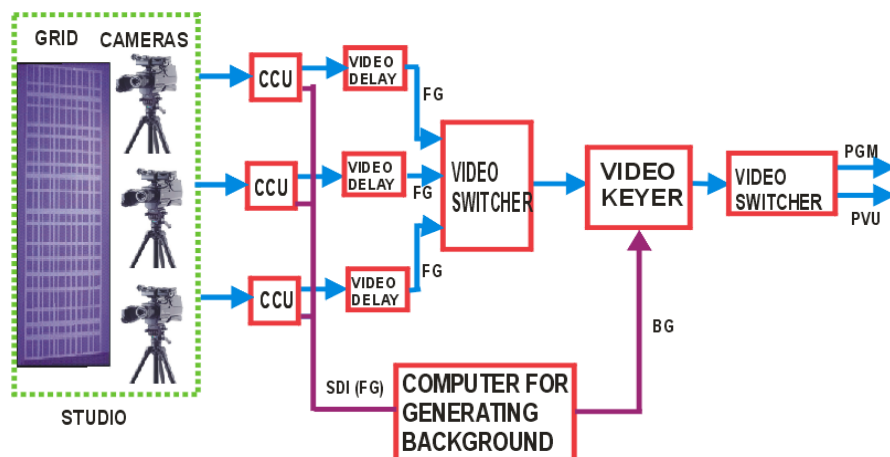 GRID
CAMERAS
CCU
VIDEO
DELAY
FG
CCU
VIDEO
DELAY
FG
CCU
VIDEO
DELAY
FG
VIDEO
SWITCHER
VIDEO
KEYER
VIDEO
SWITCHER
PGM
PVU
BG
SDI (FG)
COMPUTER FOR
GENERATING
BACKGROUND
STUDIO